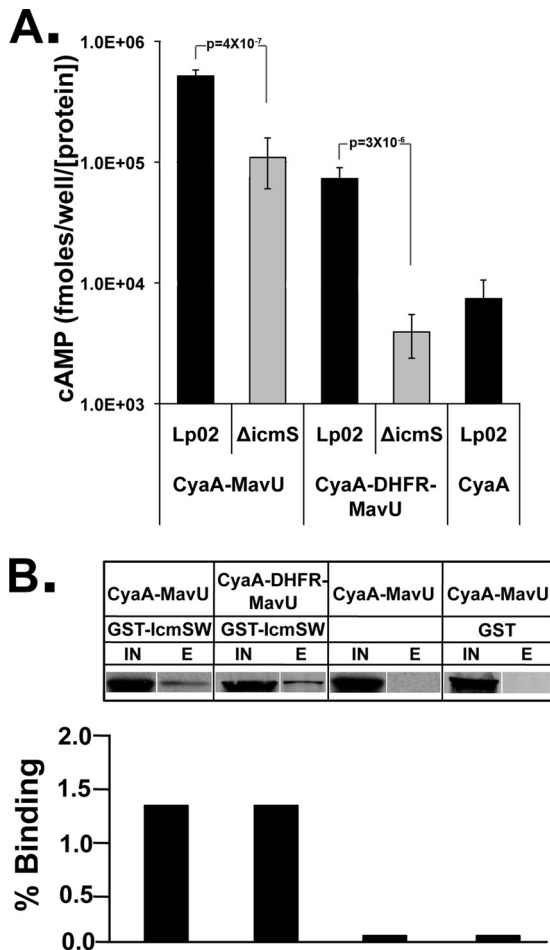 A.
cAMP (fmoles/well/[protein])
1.0E+06
1.0E+05
1.0E+04
1.0E+03
p=4X10⁻⁷
p=3X10⁻⁶
Lp02 ΔicmS Lp02 ΔicmS Lp02
CyaA-MavU CyaA-DHFR-MavU CyaA
B.
CyaA-MavU CyaA-DHFR-MavU CyaA-MavU CyaA-MavU
GST-IcmSW GST-IcmSW GST
IN E IN E IN E IN E
% Binding
2.0
1.5
1.0
0.5
0.0